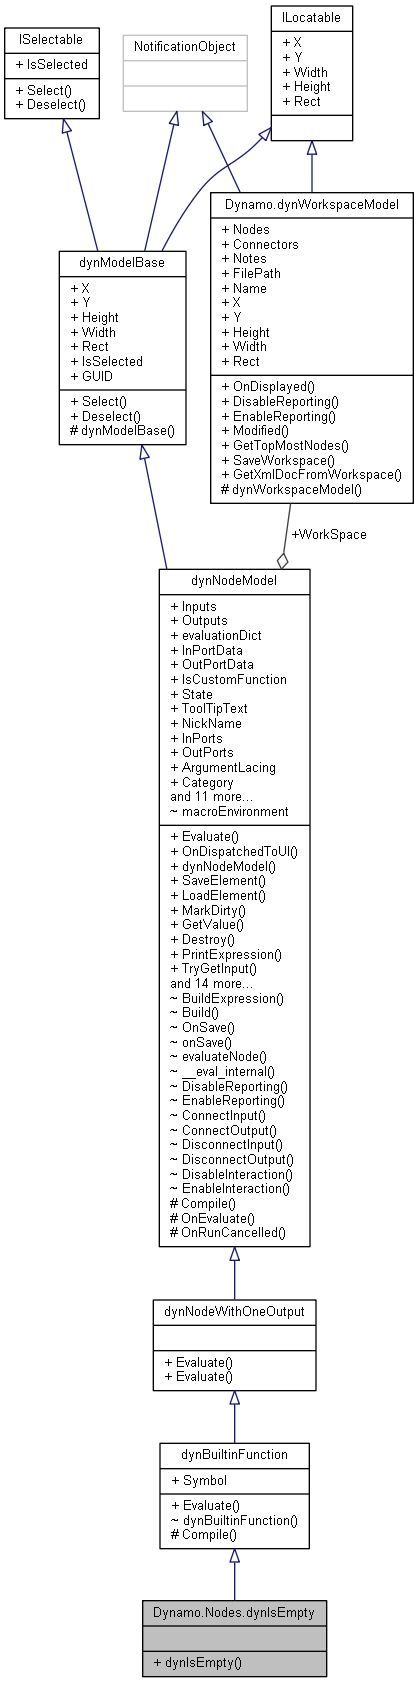 ISelectable
+ IsSelected
+ Select()
+ Deselect()
NotificationObject
ILocatable
+ X
+ Y
+ Width
+ Height
+ Rect
dynModelBase
+ X
+ Y
+ Height
+ Width
+ Rect
+ IsSelected
+ GUID
+ Select()
+ Deselect()
# dynModelBase()
Dynamo.dynWorkspaceModel
+ Nodes
+ Connectors
+ Notes
+ FilePath
+ Name
+ X
+ Y
+ Height
+ Width
+ Rect
+ OnDisplayed()
+ DisableReporting()
+ EnableReporting()
+ Modified()
+ GetTopMostNodes()
+ SaveWorkspace()
+ GetXmlDocFromWorkspace()
# dynWorkspaceModel()
+WorkSpace
dynNodeModel
+ Inputs
+ Outputs
+ evaluationDict
+ InPortData
+ OutPortData
+ IsCustomFunction
+ State
+ ToolTipText
+ NickName
+ InPorts
+ OutPorts
+ ArgumentLacing
+ Category
and 11 more...
~ macroEnvironment
+ Evaluate()
+ OnDispatchedToUI()
+ dynNodeModel()
+ SaveElement()
+ LoadElement()
+ MarkDirty()
+ GetValue()
+ Destroy()
+ PrintExpression()
+ TryGetInput()
and 14 more...
~ BuildExpression()
~ Build()
~ OnSave()
~ onSave()
~ evaluateNode()
~ __eval_internal()
~ DisableReporting()
~ EnableReporting()
~ ConnectInput()
~ ConnectOutput()
~ DisconnectInput()
~ DisconnectOutput()
~ DisableInteraction()
~ EnableInteraction()
# Compile()
# OnEvaluate()
# OnRunCancelled()
dynNodeWithOneOutput
+ Evaluate()
+ Evaluate()
dynBuiltinFunction
+ Symbol
+ Evaluate()
~ dynBuiltinFunction()
# Compile()
Dynamo.Nodes.dynIsEmpty
+ dynIsEmpty()